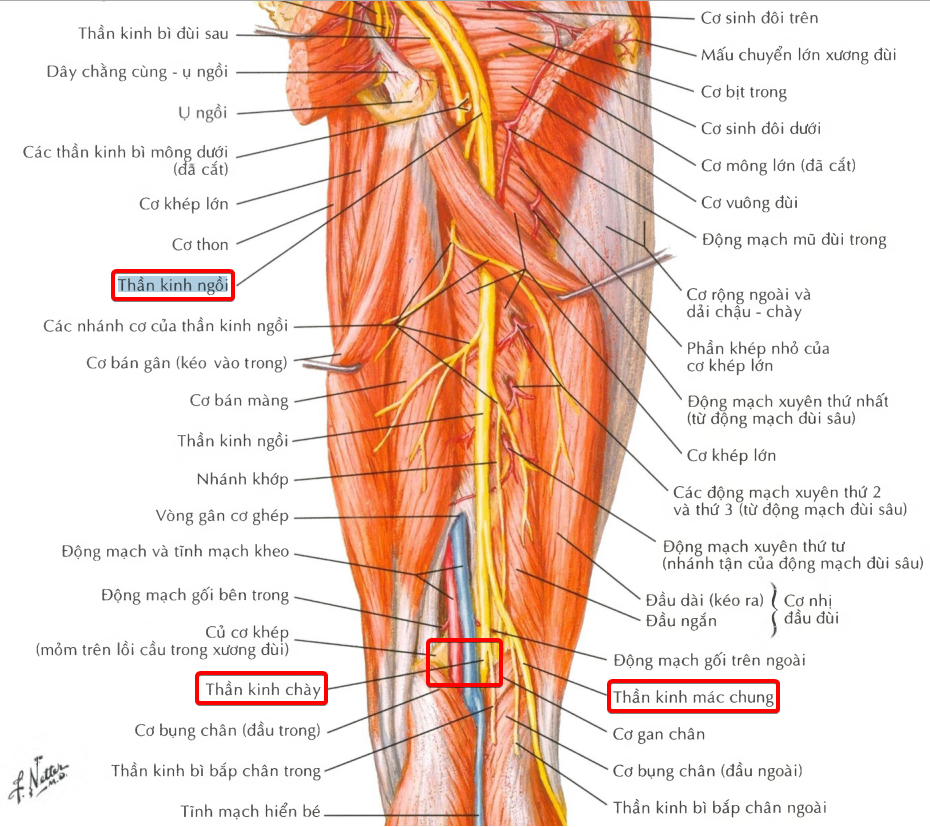 Thần kinh bì đùi sau
Dây chằng cùng - ụ ngồi
Ụ ngồi
Các thần kinh bì mông dưới
(đã cắt)
Cơ khép lớn
Cơ thon
Thần kinh ngồi
Các nhánh cơ của thần kinh ngồi
Cơ bán gân (kéo vào trong)
Cơ bán màng
Thần kinh ngồi
Nhánh khớp
Vòng gân cơ ghép
Động mạch và tĩnh mạch kheo
Động mạch gối bên trong
Củ cơ khép
(mỏm trên lồi cầu trong xương đùi)
Thần kinh chày
Cơ bụng chân (đầu trong)
Thần kinh bì bắp chân trong
Tĩnh mạch hiển bé
Cơ sinh đôi trên
Mấu chuyển lớn xương đùi
Cơ bịt trong
Cơ sinh đôi dưới
Cơ mông lớn (đã cắt)
Cơ vuông đùi
Động mạch mũ đùi trong
Cơ rộng ngoài và
dải chậu - chày
Phần khép nhỏ của
cơ khép lớn
Động mạch xuyên thứ nhất
(từ động mạch đùi sâu)
Cơ khép lớn
Các động mạch xuyên thứ 2
và thứ 3 (từ động mạch đùi sâu)
Động mạch xuyên thứ tư
(nhánh tận của động mạch đùi sâu)
Đầu dài (kéo ra)
Đầu ngắn
Cơ nhị
đầu đùi
Động mạch gối trên ngoài
Thần kinh mác chung
Cơ gan chân
Cơ bụng chân (đầu ngoài)
Thần kinh bì bắp chân ngoài
F. Netter
M.D.